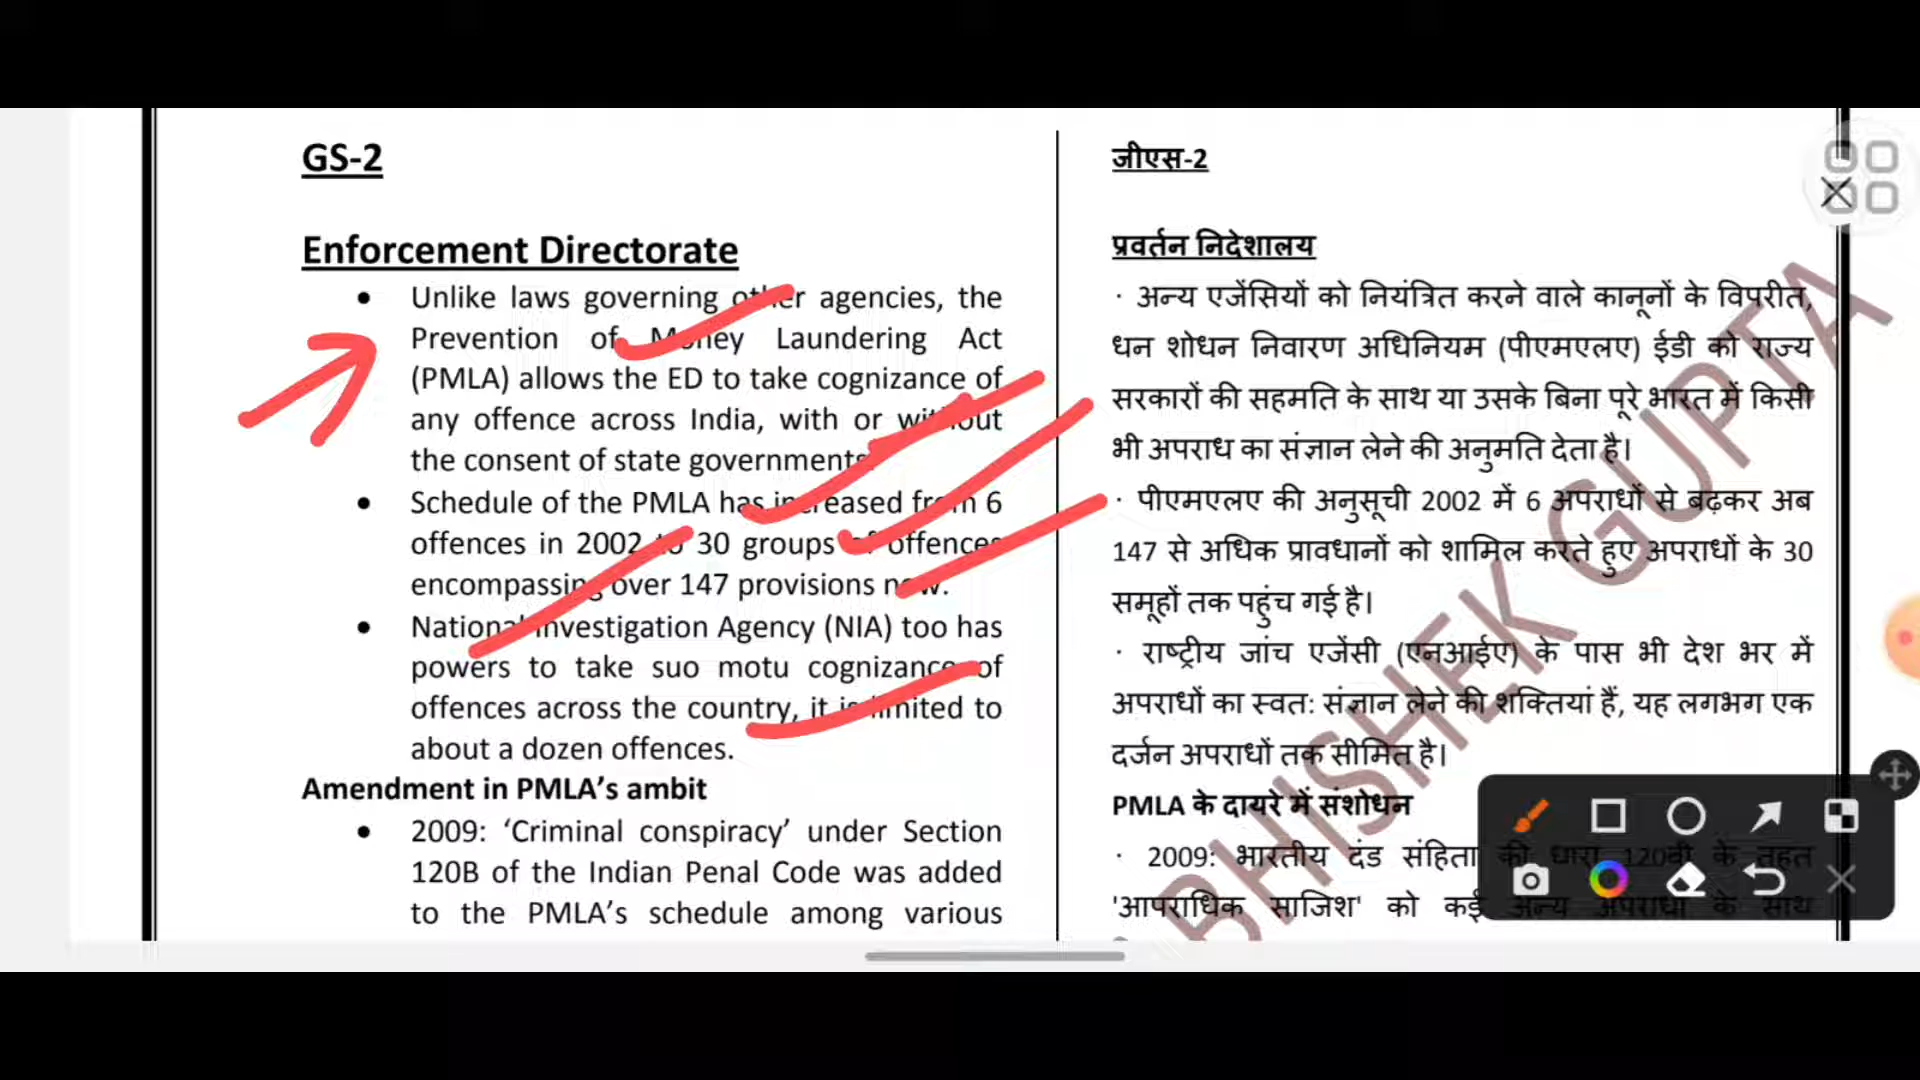 GS-2
Enforcement Directorate
• Unlike laws governing other agencies, the
Prevention of Money Laundering Act
(PMLA) allows the ED to take cognizance of
any offence across India, with or without
the consent of state governments.
• Schedule of the PMLA has increased from 6
offences in 2002 to 30 groups of offences
encompassing over 147 provisions now.
• National Investigation Agency (NIA) too has
powers to take suo motu cognizance of
offences across the country, it is limited to
about a dozen offences.
Amendment in PMLA’s ambit
• 2009: ‘Criminal conspiracy’ under Section
120B of the Indian Penal Code was added
to the PMLA’s schedule among various
जीएस-2
प्रवर्तन निदेशालय
· अन्य एजेंसियों को नियंत्रित करने वाले कानूनों के विपरीत,
धन शोधन निवारण अधिनियम (पीएमएलए) ईडी को राज्य
सरकारों की सहमति के साथ या उसके बिना पूरे भारत में किसी
भी अपराध का संज्ञान लेने की अनुमति देता है।
· पीएमएलए की अनुसूची 2002 में 6 अपराधों से बढ़कर अब
147 से अधिक प्रावधानों को शामिल करते हुए अपराधों के 30
समूहों तक पहुंच गई है।
· राष्ट्रीय जांच एजेंसी (एनआईए) के पास भी देश भर में
अपराधों का स्वत: संज्ञान लेने की शक्तियां हैं, यह लगभग एक
दर्जन अपराधों तक सीमित है।
PMLA के दायरे में संशोधन
· 2009: भारतीय दंड संहिता की धारा 120बी के तहत
'आपराधिक साजिश' को कई अन्य अपराधों के साथ
BHISHEK GUPTA